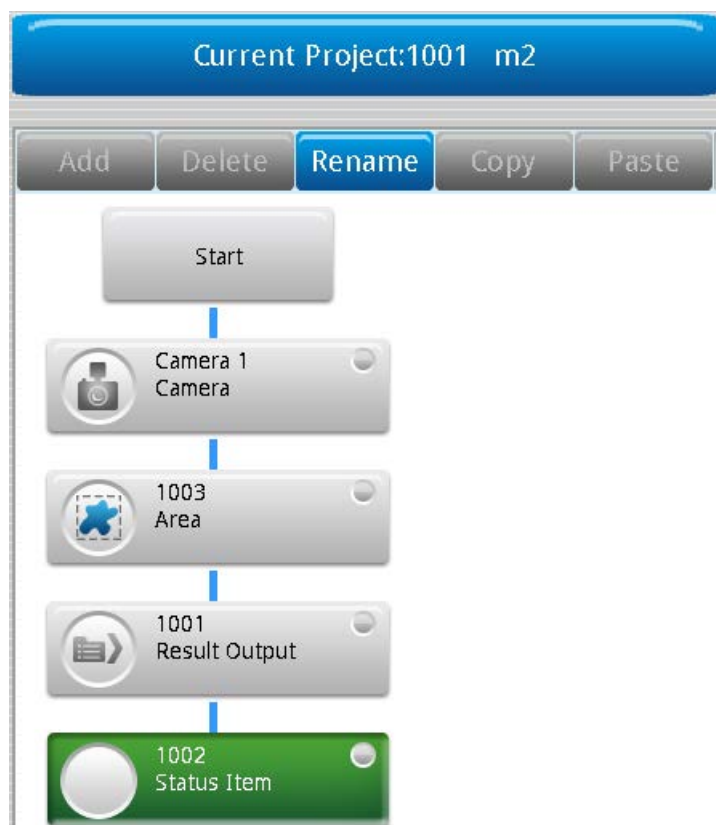 Current Project:1001 m2
Add Delete Rename Copy Paste
Start
Camera 1
Camera
1003
Area
1001
Result Output
1002
Status Item